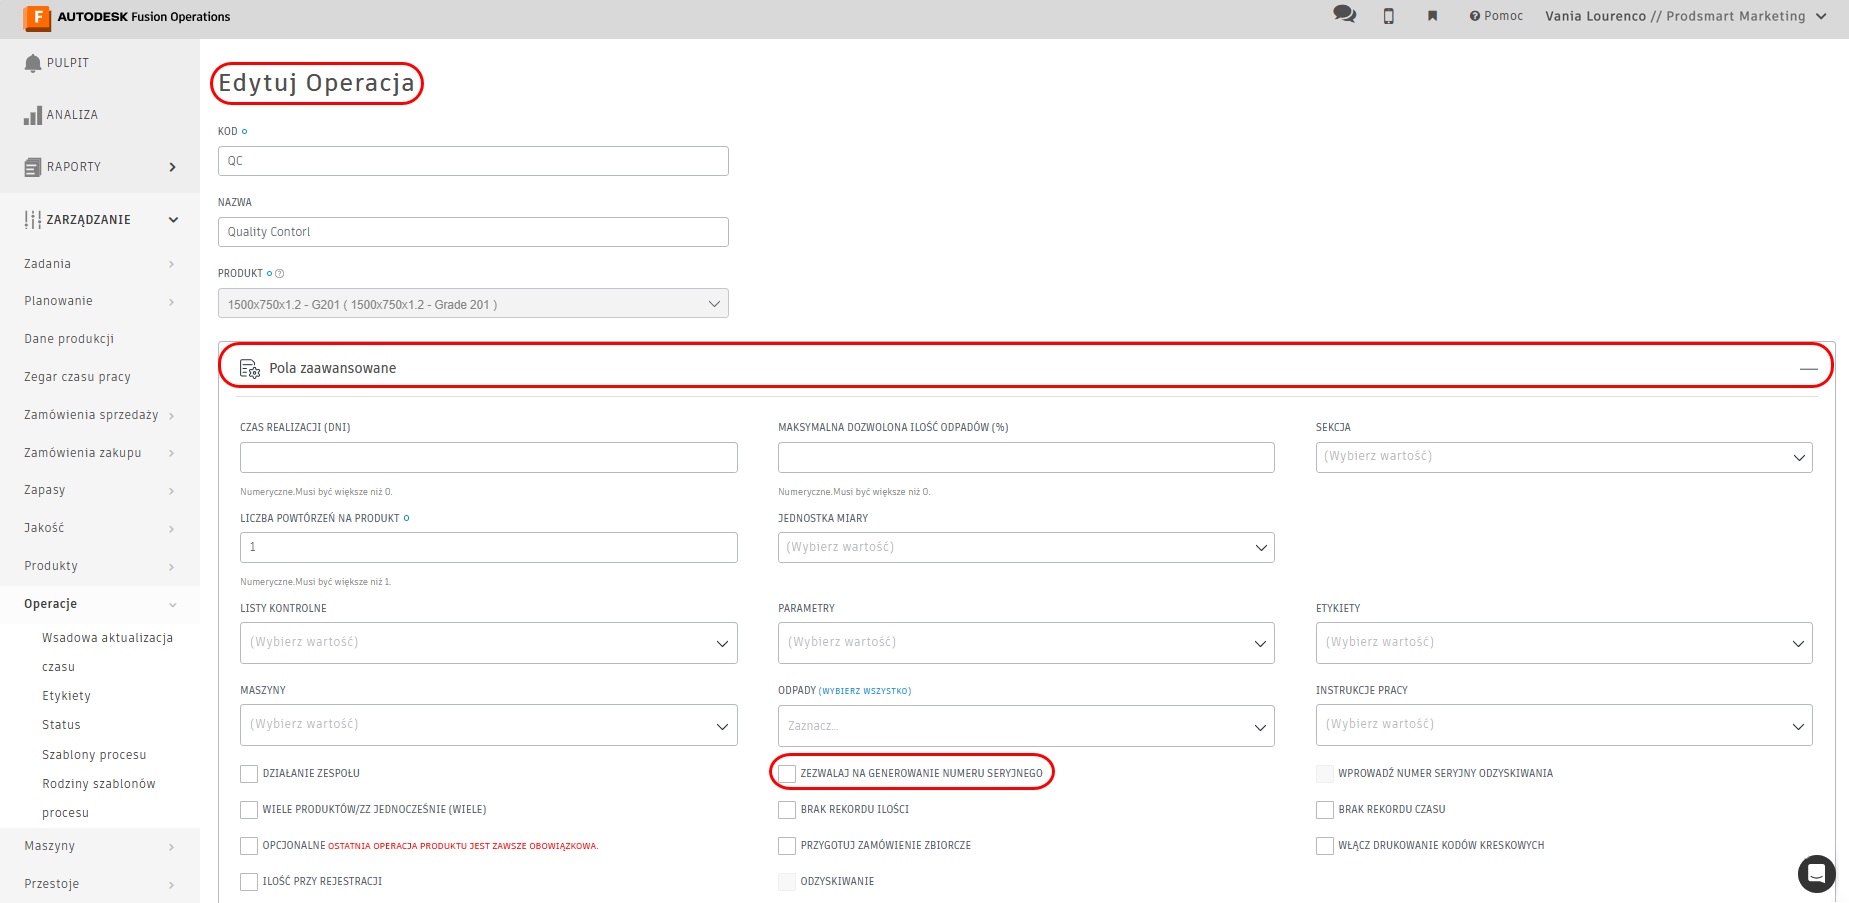 AUTODESK Fusion Operations
Pomoc
Vania Lourenco // Prodsmart Marketing
PULPIT
ANALIZA
RAPORTY
ZARZĄDZANIE
Zadania
Planowanie
Dane produkcji
Zegar czasu pracy
Zamówienia sprzedaży
Zamówienia zakupu
Zapasy
Jakość
Produkty
Operacje
Wsadowa aktualizacja
czasu
Etykiety
Status
Szablony procesu
Rodziny szablonów
procesu
Maszyny
Przestoje
Edytuj Operacja
KOD
QC
NAZWA
Quality Contorl
PRODUKT
1500x750x1.2 - G201 ( 1500x750x1.2 - Grade 201 )
Pola zaawansowane
CZAS REALIZACJI (DNI)
MAKSYMALNA DOZWOLONA ILOŚĆ ODPADÓW (%)
SEKCJA
(Wybierz wartość)
Numeryczne.Musi być większe niż 0.
Numeryczne.Musi być większe niż 0.
LICZBA POWTÓRZEŃ NA PRODUKT
JEDNOSTKA MIARY
1
(Wybierz wartość)
Numeryczne.Musi być większe niż 1.
LISTY KONTROLNE
PARAMETRY
ETYKIETY
(Wybierz wartość)
(Wybierz wartość)
(Wybierz wartość)
MASZYNY
ODPADY (WYBIERZ WSZYSTKO)
INSTRUKCJE PRACY
(Wybierz wartość)
Zaznacz...
(Wybierz wartość)
DZIAŁANIE ZESPOŁU
ZEZWALAJ NA GENEROWANIE NUMERU SERYJNEGO
WPROWADŹ NUMER SERYJNY ODZYSKIWANIA
WIELE PRODUKTÓW/ZZ JEDNOCZEŚNIE (WIELE)
BRAK REKORDU ILOŚCI
BRAK REKORDU CZASU
OPCJONALNE OSTATNIA OPERACJA PRODUKTU JEST ZAWSZE OBOWIĄZKOWA.
PRZYGOTUJ ZAMÓWIENIE ZBIORCZE
WŁĄCZ DRUKOWANIE KODÓW KRESKOWYCH
ILOŚĆ PRZY REJESTRACJI
ODZYSKIWANIE